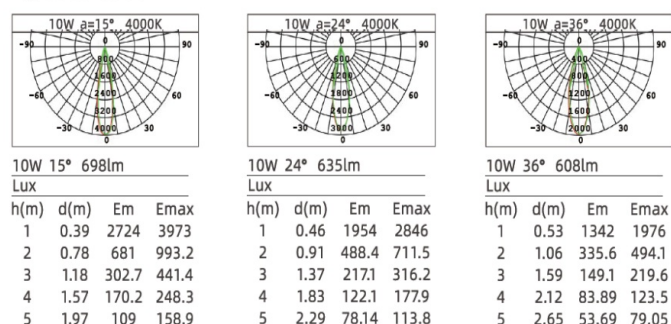 10W a=15° 4000K
-90 0 90
800
1600
-60 2400 60
3200
-30 4000 30
0
10W 15° 698lm
Lux
h(m) d(m) Em Emax
1 0.39 2724 3973
2 0.78 681 993.2
3 1.18 302.7 441.4
4 1.57 170.2 248.3
5 1.97 109 158.9
10W a=24° 4000K
-90 0 90
600
1200
-60 1800 60
2400
-30 3000 30
0
10W 24° 635lm
Lux
h(m) d(m) Em Emax
1 0.46 1954 2846
2 0.91 488.4 711.5
3 1.37 217.1 316.2
4 1.83 122.1 177.9
5 2.29 78.14 113.8
10W a=36° 4000K
-90 0 90
400
800
-60 1200 60
1600
-30 2000 30
0
10W 36° 608lm
Lux
h(m) d(m) Em Emax
1 0.53 1342 1976
2 1.06 335.6 494.1
3 1.59 149.1 219.6
4 2.12 83.89 123.5
5 2.65 53.69 79.05